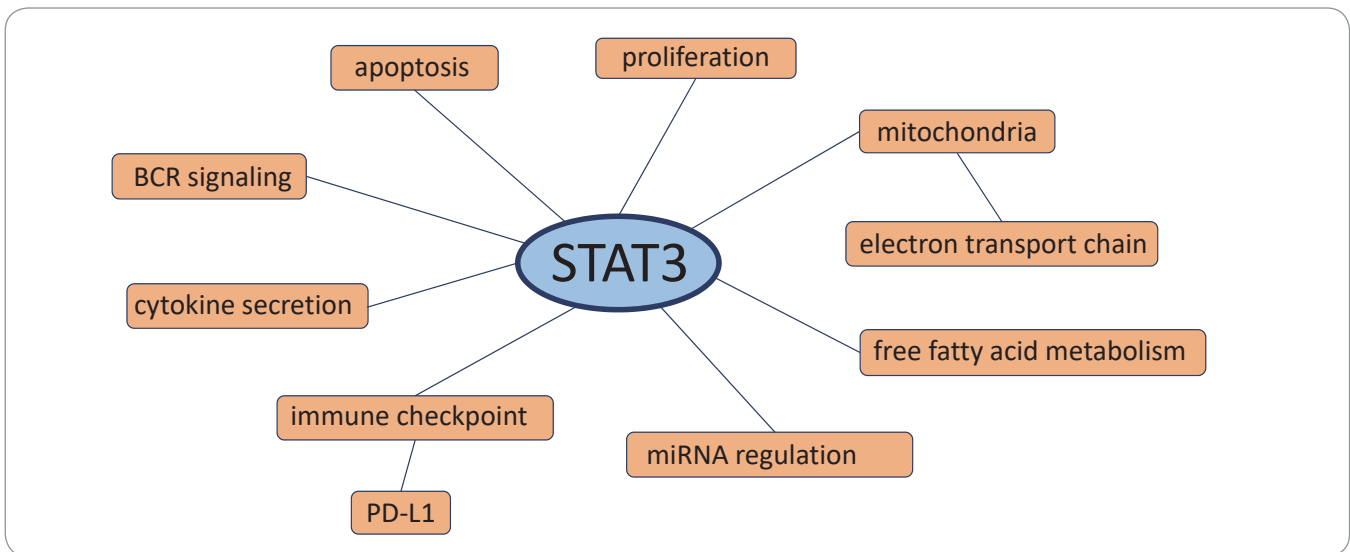 proliferation
apoptosis
mitochondria
BCR signaling
electron transport chain
STAT3
cytokine secretion
free fatty acid metabolism
immune checkpoint
miRNA regulation
PD-L1